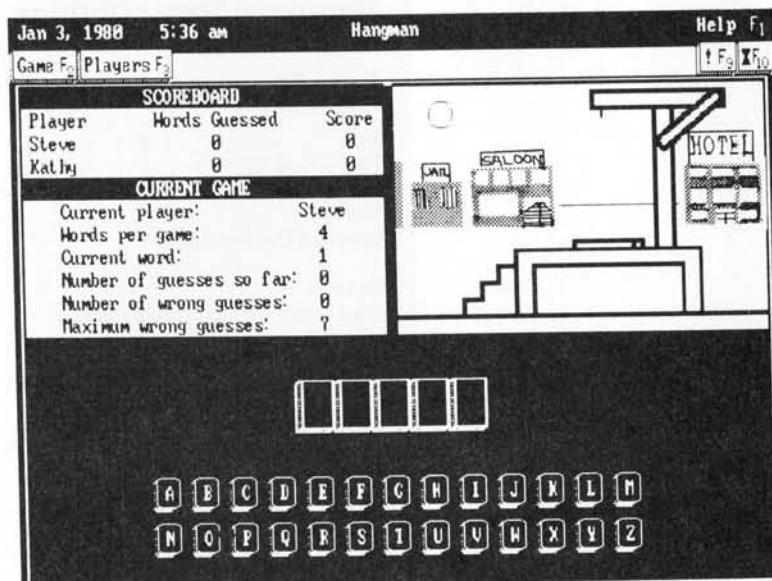 Jan 3, 1980 5:36 am Hangman Help F1
Game F2 Players F3 ! F9 F10
SCOREBOARD
Player Words Guessed Score
Steve 0 0
Kathy 0 0
CURRENT GAME
Current player: Steve
Words per game: 4
Current word: 1
Number of guesses so far: 0
Number of wrong guesses: 0
Maximum wrong guesses: 7
JAIL SALOON HOTEL
A B C D E F G H I J K L M
N O P Q R S T U V W X Y Z